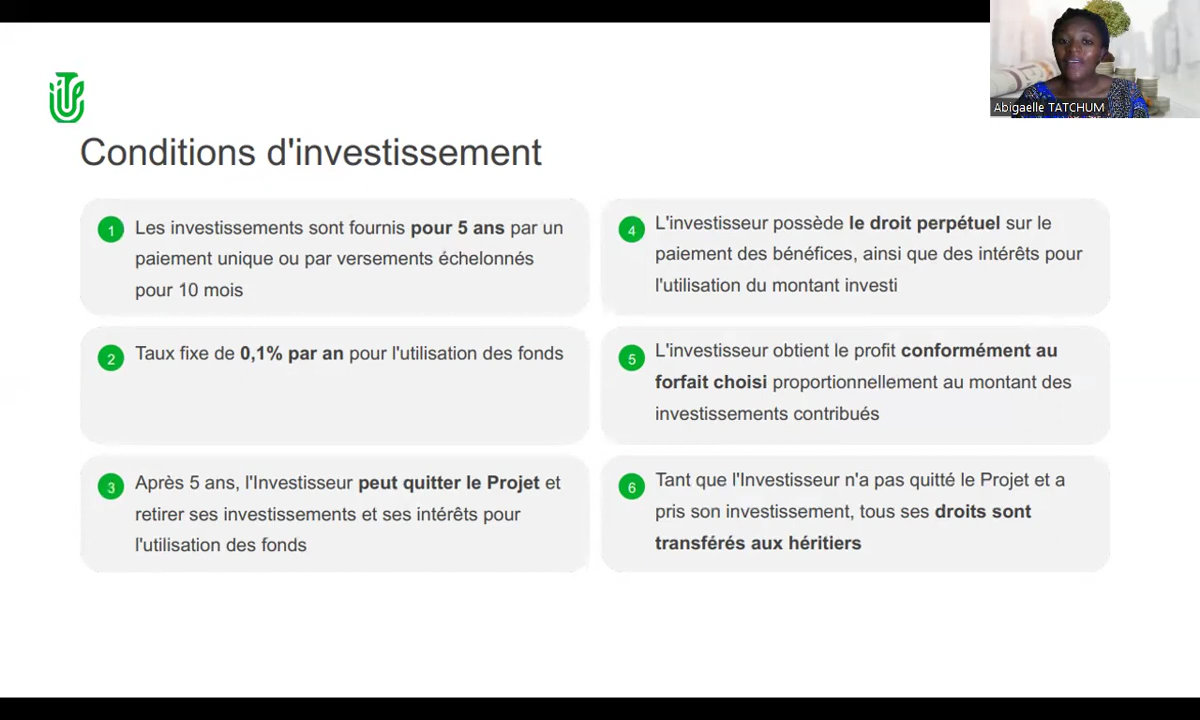 Abigaelle TATCHUM
Conditions d'investissement
1
Les investissements sont fournis pour 5 ans par un
paiement unique ou par versements échelonnés
pour 10 mois
2
Taux fixe de 0,1% par an pour l'utilisation des fonds
3
Après 5 ans, l'Investisseur peut quitter le Projet et
retirer ses investissements et ses intérêts pour
l'utilisation des fonds
4
L'investisseur possède le droit perpétuel sur le
paiement des bénéfices, ainsi que des intérêts pour
l'utilisation du montant investi
5
L'investisseur obtient le profit conformément au
forfait choisi proportionnellement au montant des
investissements contribués
6
Tant que l'Investisseur n'a pas quitté le Projet et a
pris son investissement, tous ses droits sont
transférés aux héritiers